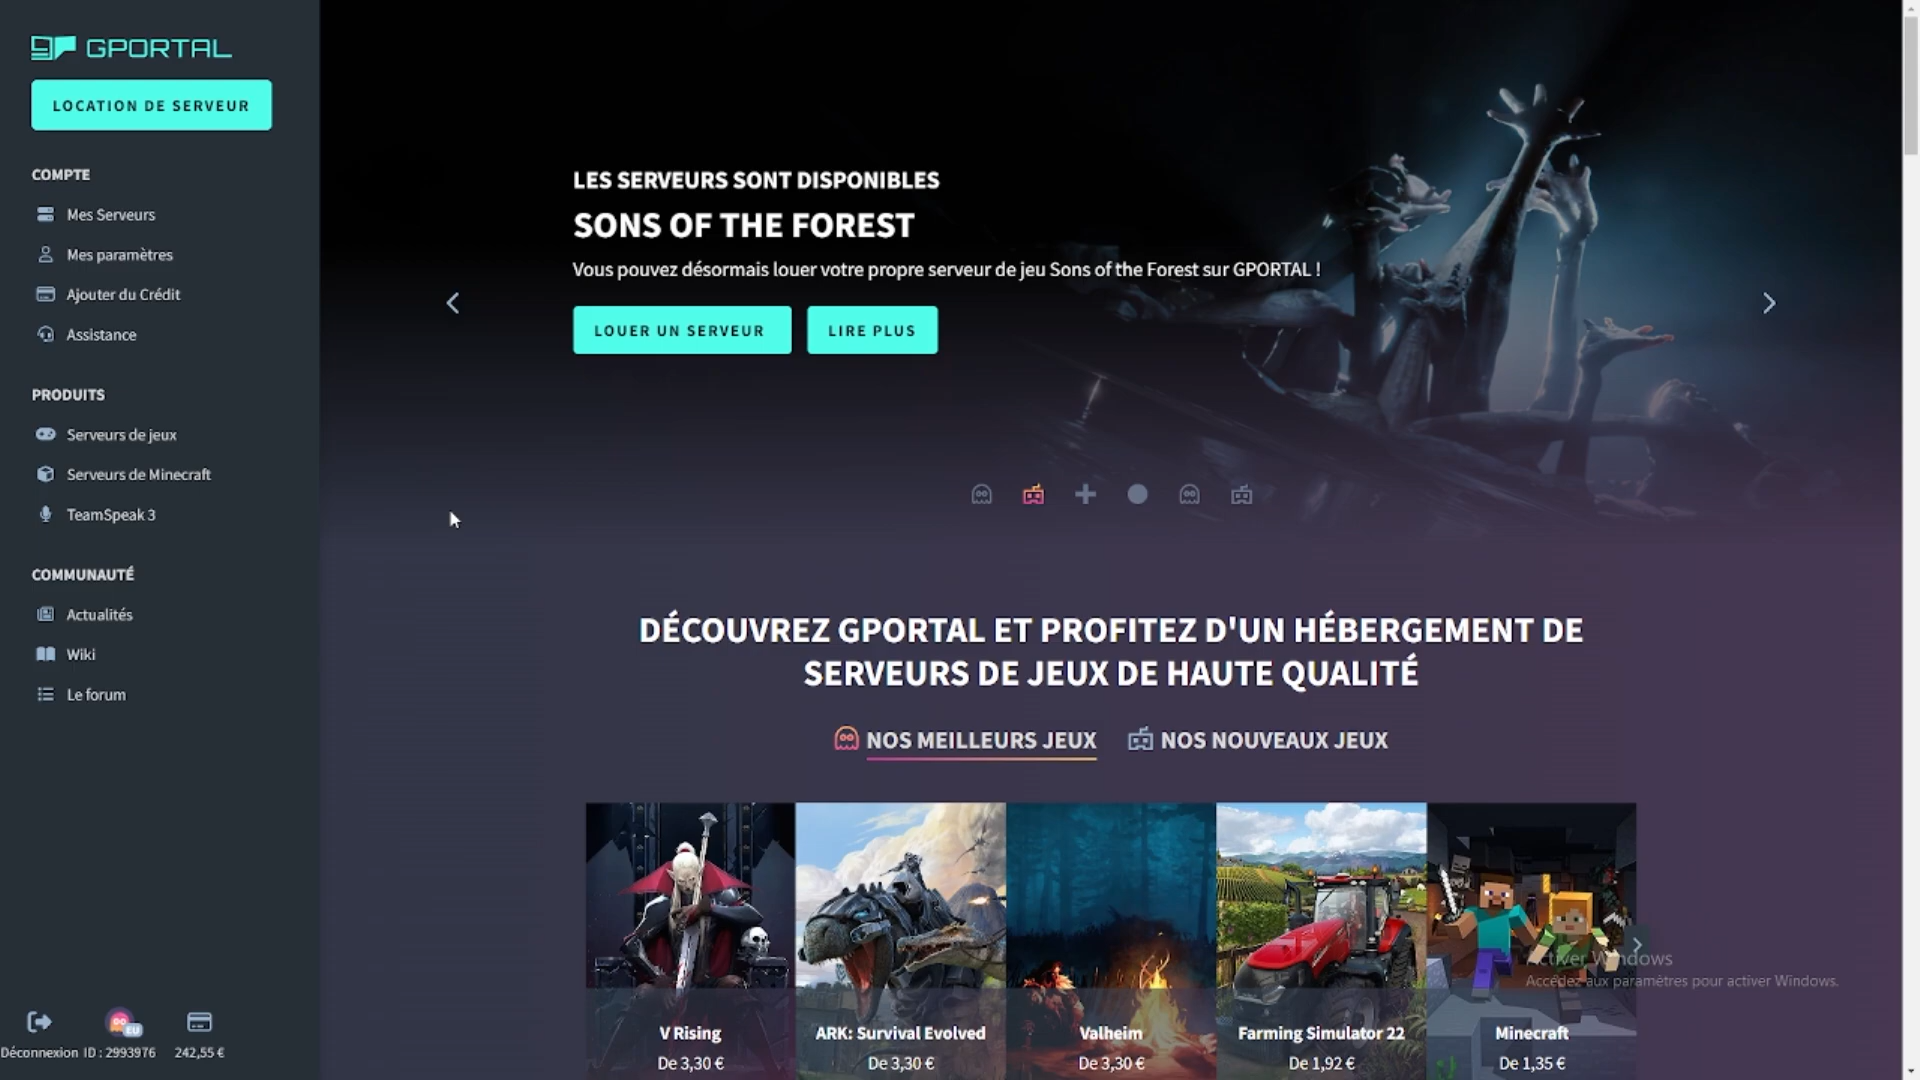 GPORTAL
LOCATION DE SERVEUR
COMPTE
Mes Serveurs
Mes paramètres
Ajouter du Crédit
Assistance
PRODUITS
Serveurs de jeux
Serveurs de Minecraft
TeamSpeak 3
COMMUNAUTÉ
Actualités
Wiki
Le forum
EU
Déconnexion ID : 2993976 242,55 €
LES SERVEURS SONT DISPONIBLES
SONS OF THE FOREST
Vous pouvez désormais louer votre propre serveur de jeu Sons of the Forest sur GPORTAL !
LOUER UN SERVEUR LIRE PLUS
DÉCOUVREZ GPORTAL ET PROFITEZ D'UN HÉBERGEMENT DE
SERVEURS DE JEUX DE HAUTE QUALITÉ
NOS MEILLEURS JEUX NOS NOUVEAUX JEUX
V Rising
De 3,30 €
ARK: Survival Evolved
De 3,30 €
Valheim
De 3,30 €
Farming Simulator 22
De 1,92 €
Minecraft
De 1,35 €
Activer Windows
Accédez aux paramètres pour activer Windows.